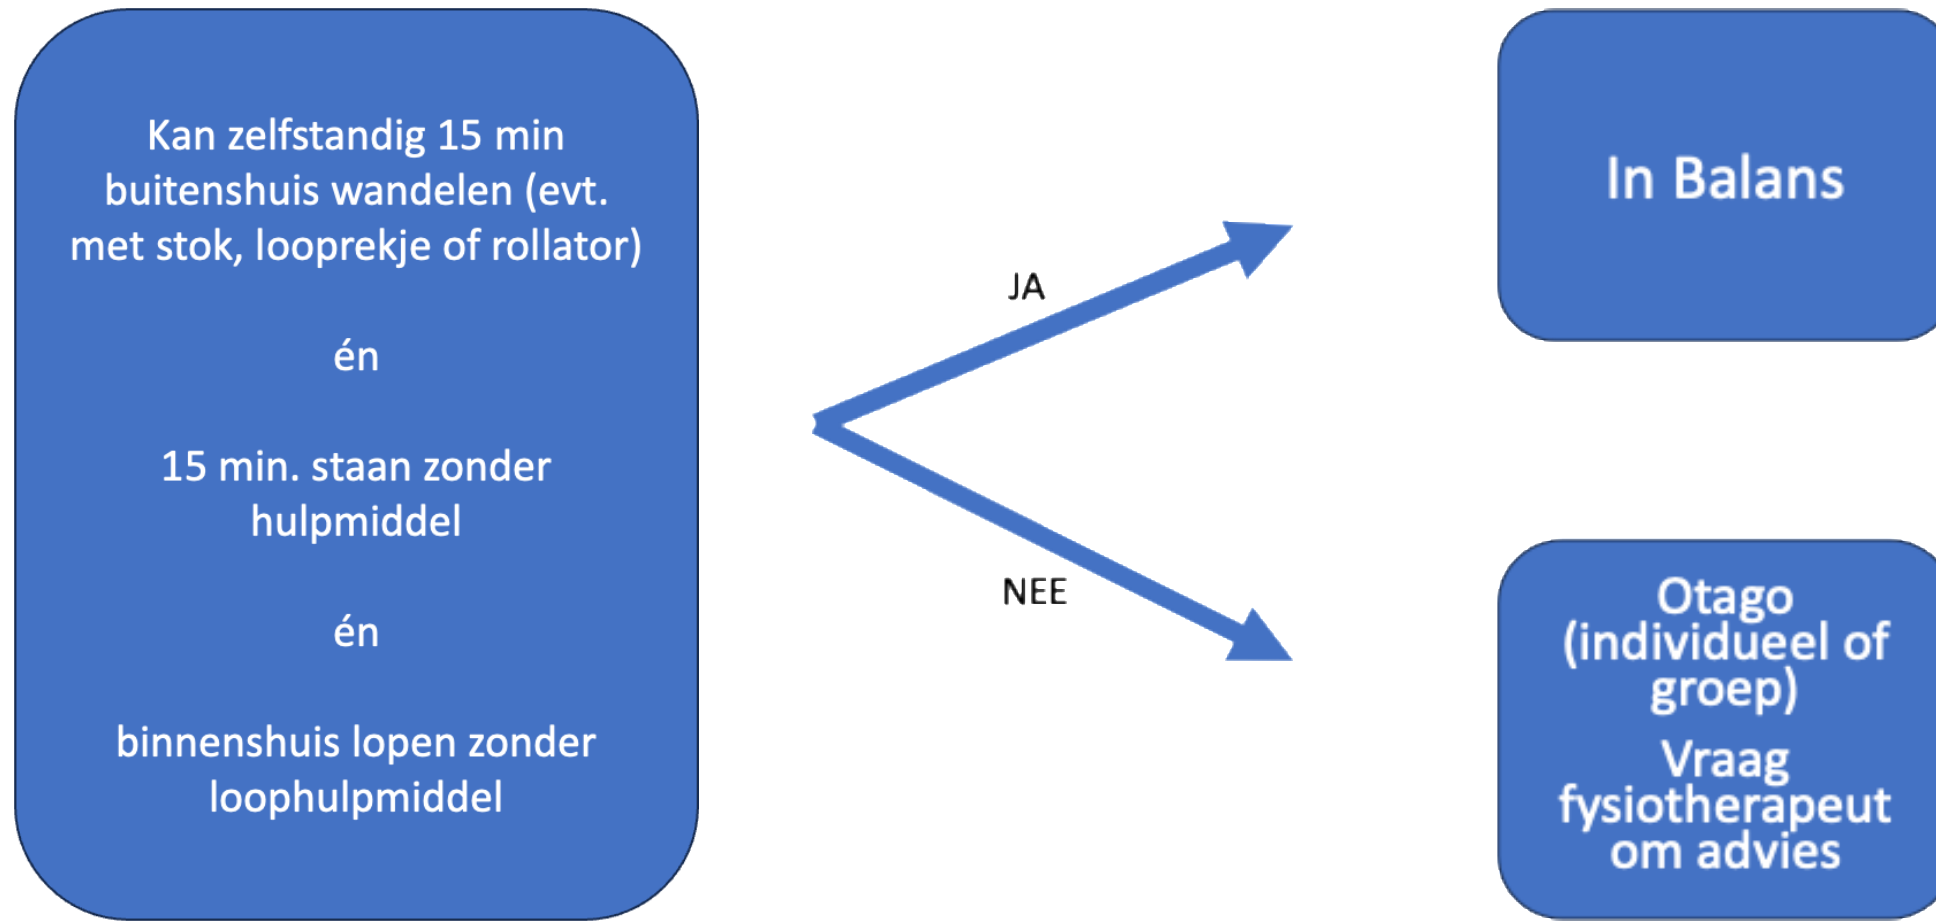 Kan zelfstandig 15 min
buitenshuis wandelen (evt.
met stok, looprekje of rollator)
én
15 min. staan zonder
hulpmiddel
én
binnenshuis lopen zonder
loophulpmiddel
JA
NEE
In Balans
Otago
(individueel of
groep)
Vraag
fysiotherapeut
om advies